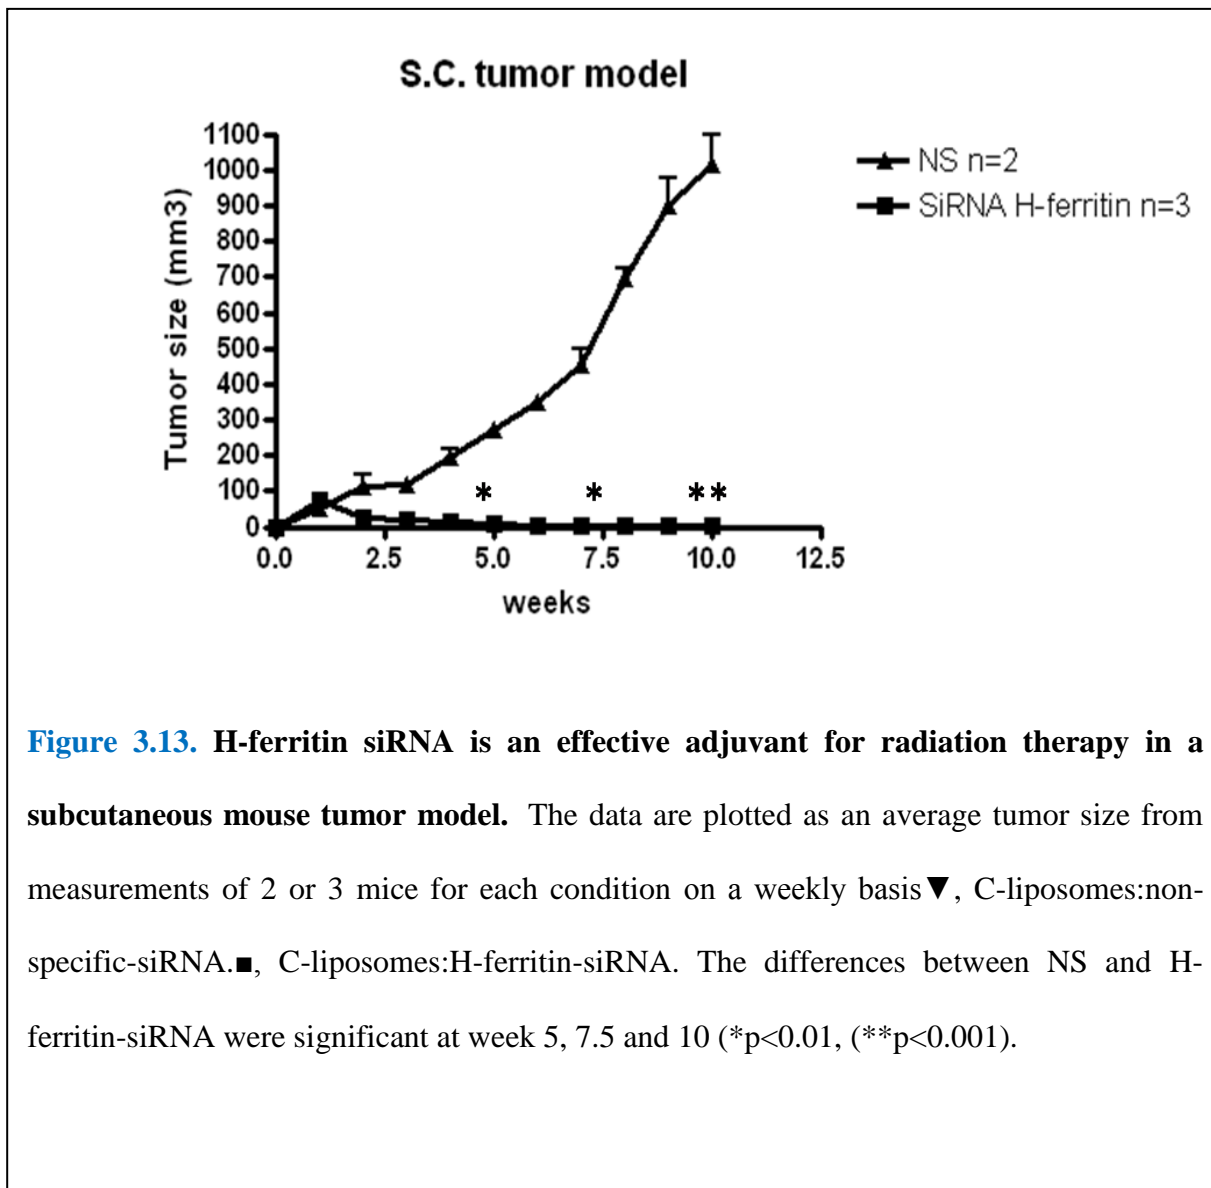 S.C. tumor model
1100
1000
900
800
700
600
500
400
300
200
100
0
Tumor size (mm3)
NS n=2
SiRNA H-ferritin n=3
* * **
0.0 2.5 5.0 7.5 10.0 12.5
weeks
Figure 3.13. H-ferritin siRNA is an effective adjuvant for radiation therapy in a
subcutaneous mouse tumor model. The data are plotted as an average tumor size from
measurements of 2 or 3 mice for each condition on a weekly basis▼, C-liposomes:non-
specific-siRNA.■, C-liposomes:H-ferritin-siRNA. The differences between NS and H-
ferritin-siRNA were significant at week 5, 7.5 and 10 (*p<0.01, (**p<0.001).